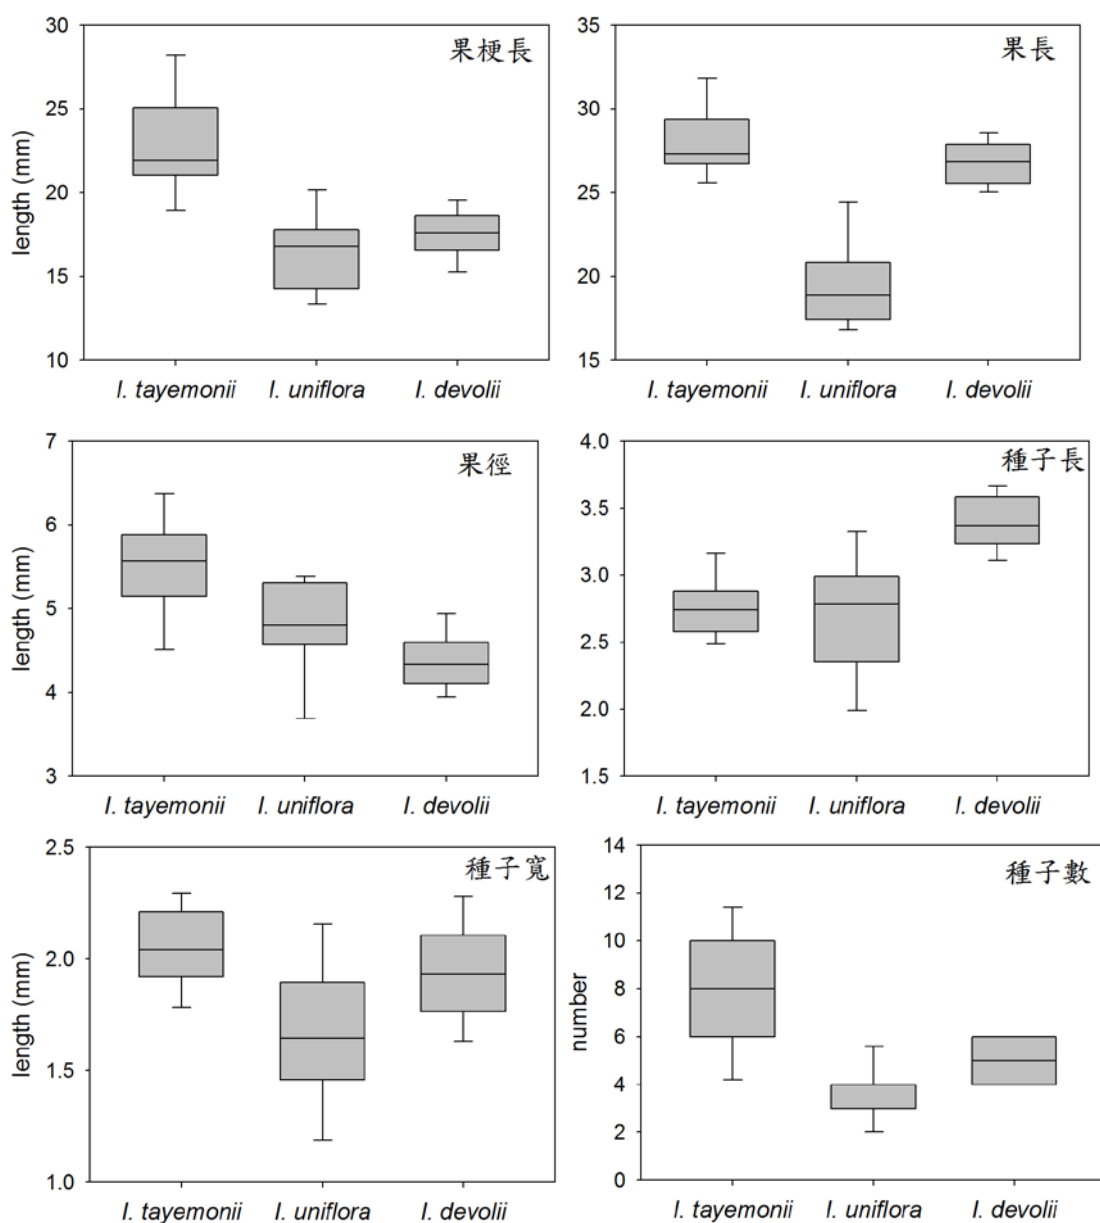 果梗長
length (mm)
30
25
20
15
10
I. tayemonii I. uniflora I. devolii
果長
35
30
25
20
15
I. tayemonii I. uniflora I. devolii
果徑
length (mm)
7
6
5
4
3
I. tayemonii I. uniflora I. devolii
種子長
4.0
3.5
3.0
2.5
2.0
1.5
I. tayemonii I. uniflora I. devolii
種子寬
length (mm)
2.5
2.0
1.5
1.0
I. tayemonii I. uniflora I. devolii
種子數
number
14
12
10
8
6
4
2
0
I. tayemonii I. uniflora I. devolii